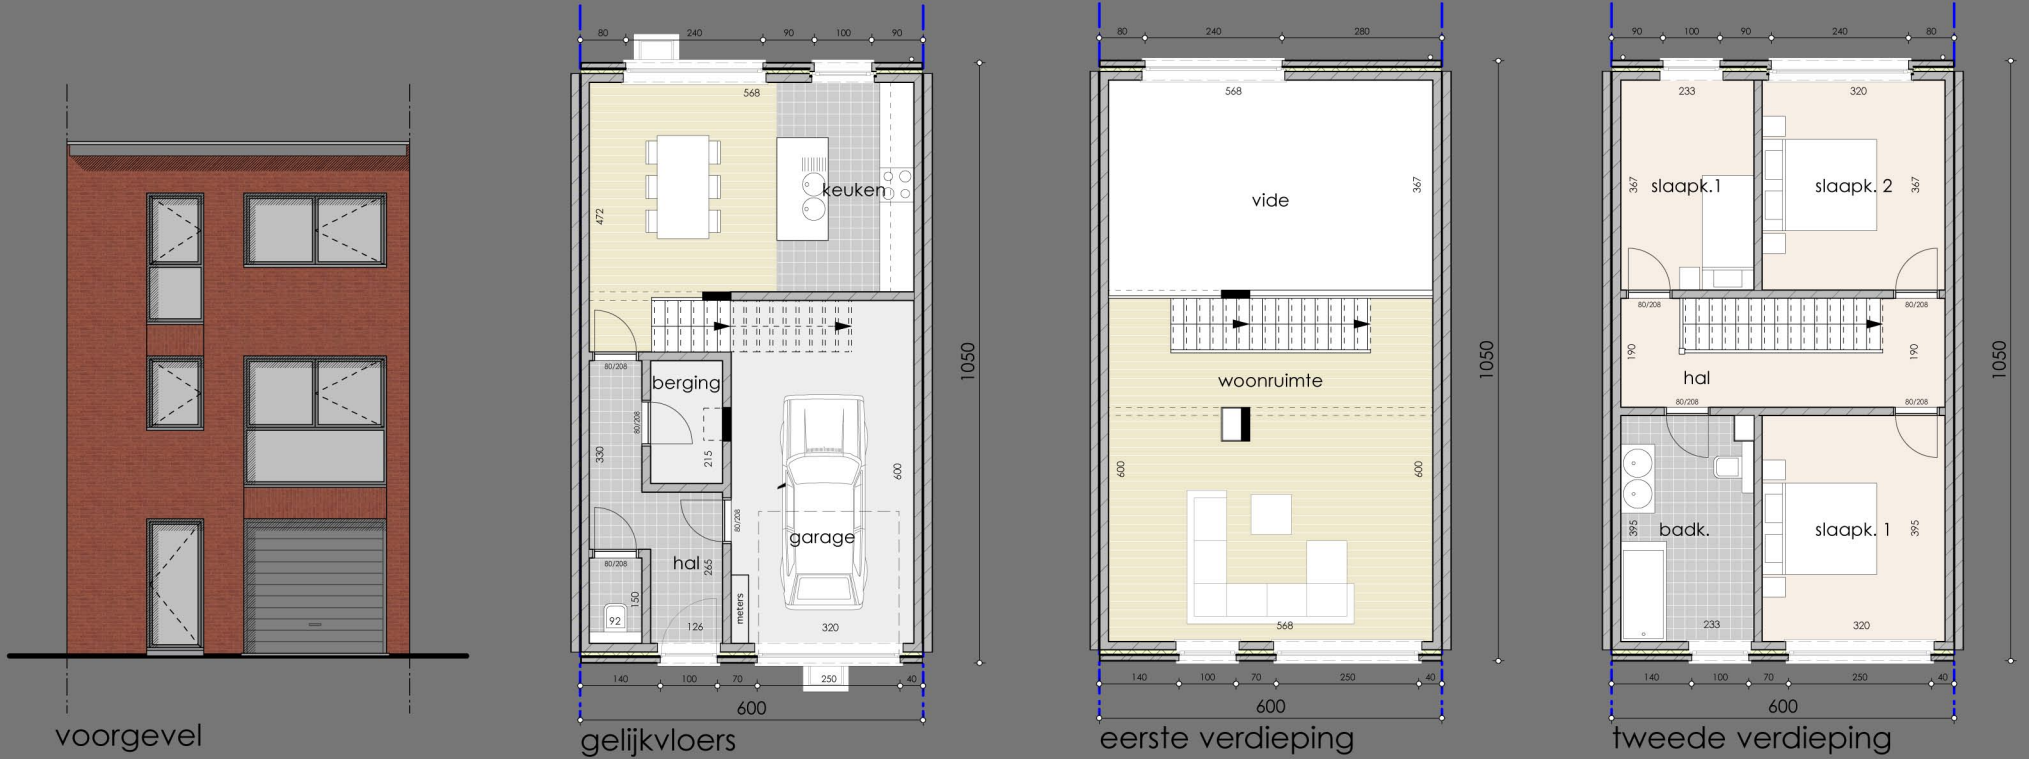 voorgevel
80 240 90 100 90
568
keuken
472
80/208
berging
80/208
330
215
600
80/208
garage
hal
265
80/208
150
92
126
meters
320
1050
140 100 70 250 40
600
gelijkvloers
80 240 280
568
vide
367
woonruimte
600
600
568
1050
140 100 70 250 40
600
eerste verdieping
90 100 90 240 80
233
320
367
slaapk.1
slaapk. 2
367
80/208
80/208
190
190
hal
80/208
80/208
395
badk.
slaapk. 1
395
233
320
1050
140 100 70 250 40
600
tweede verdieping